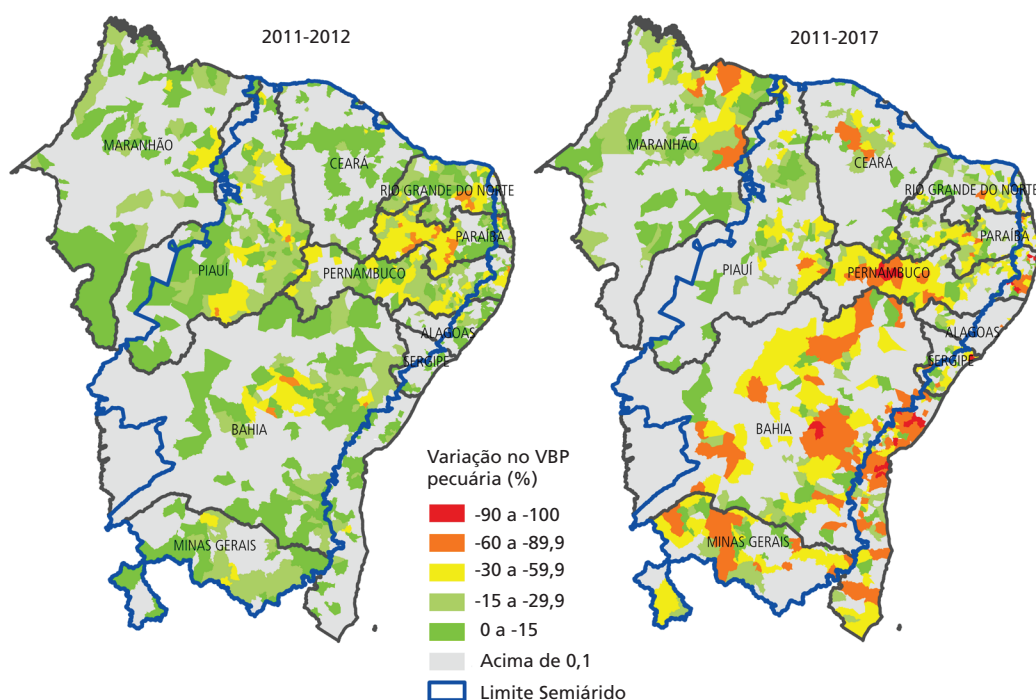 2011-2012
MARANHÃO
CEARÁ
RIO GRANDE DO NORTE
PARAÍBA
PIAUÍ
PERNAMBUCO
ALAGOAS
SERGIPE
BAHIA
MINAS GERAIS
2011-2017
MARANHÃO
CEARÁ
RIO GRANDE DO NORTE
PARAÍBA
PIAUÍ
PERNAMBUCO
ALAGOAS
SERGIPE
BAHIA
MINAS GERAIS
Variação no VBP
pecuária (%)
-90 a -100
-60 a -89,9
-30 a -59,9
-15 a -29,9
0 a -15
Acima de 0,1
Limite Semiárido